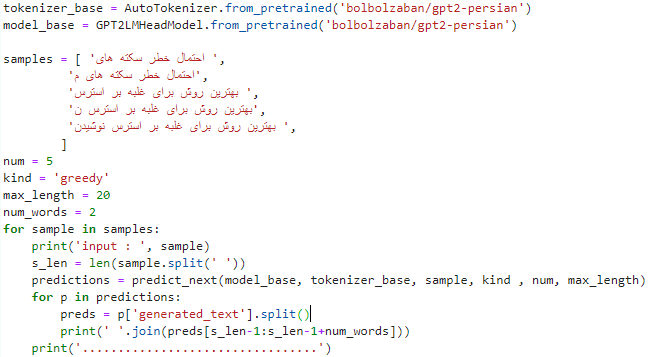 tokenizer_base = AutoTokenizer.from_pretrained('bolbolzaban/gpt2-persian')
model_base = GPT2LMHeadModel.from_pretrained('bolbolzaban/gpt2-persian')
samples = [ 'احتمال خطر سکته های ',
'احتمال خطر سکته های م',
'بهترین روش برای غلبه بر استرس ',
'بهترین روش برای غلبه بر استرس ن',
'بهترین روش برای غلبه بر استرس نوشیدن ',
]
num = 5
kind = 'greedy'
max_length = 20
num_words = 2
for sample in samples:
print('input : ', sample)
s_len = len(sample.split(' '))
predictions = predict_next(model_base, tokenizer_base, sample, kind , num, max_length)
for p in predictions:
preds = p['generated_text'].split()
print(' '.join(preds[s_len-1:s_len-1+num_words]))
print('.................................')